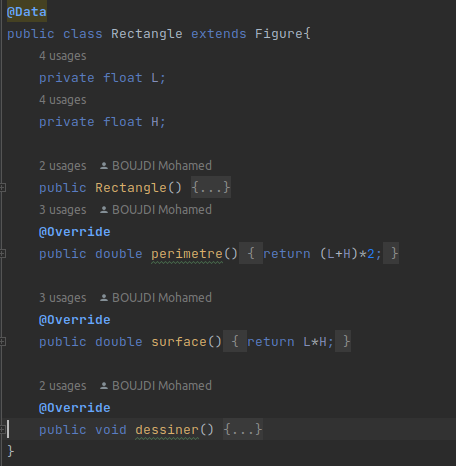 @Data
public class Rectangle extends Figure{
4 usages
private float L;
4 usages
private float H;
2 usages BOUJDI Mohamed
public Rectangle() {...}
3 usages BOUJDI Mohamed
@Override
public double perimetre() { return (L+H)*2; }
3 usages BOUJDI Mohamed
@Override
public double surface() { return L*H; }
2 usages BOUJDI Mohamed
@Override
public void dessiner() {...}
}